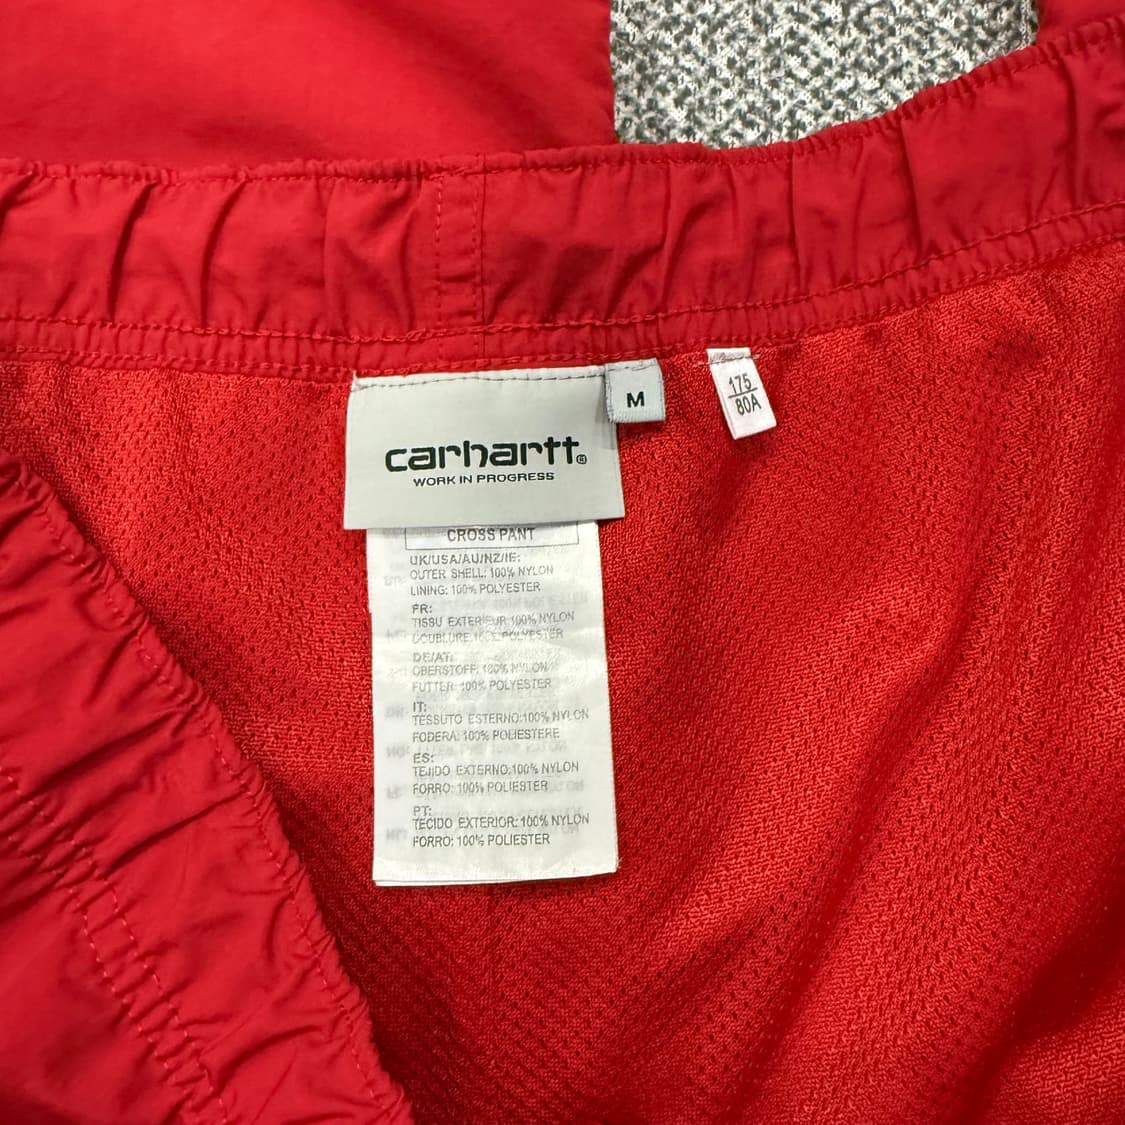 M
175
80A
carhartt®
WORK IN PROGRESS
CROSS PANT
UK/USA/AU/NZ/IE:
OUTER SHELL: 100% NYLON
LINING: 100% POLYESTER
FR:
TISSU EXTERIEUR:100% NYLON
DOUBLURE:100% POLYESTER
DE/AT:
OBERSTOFF: 100% NYLON
FUTTER: 100% POLYESTER
IT:
TESSUTO ESTERNO:100% NYLON
FODERA: 100% POLIESTERE
ES:
TEJIDO EXTERNO:100% NYLON
FORRO: 100% POLIESTER
PT:
TECIDO EXTERIOR: 100% NYLON
FORRO: 100% POLIESTER